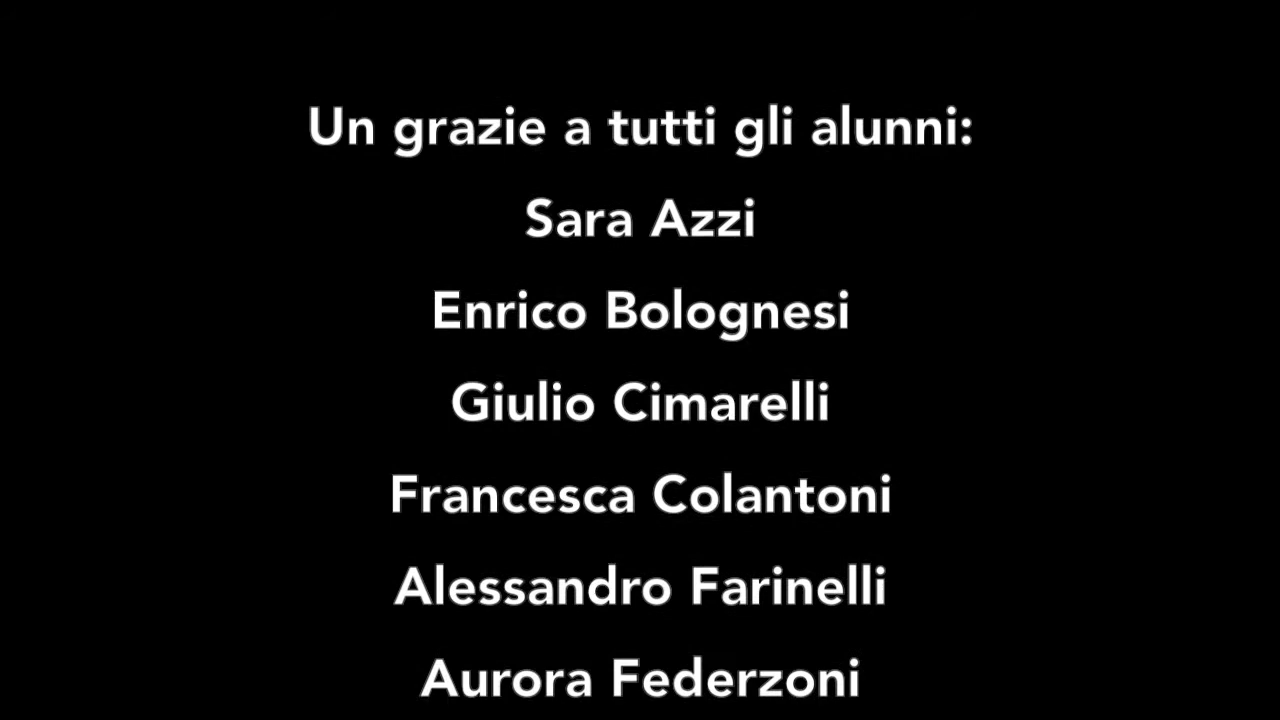 Un grazie a tutti gli alunni:
Sara Azzi
Enrico Bolognesi
Giulio Cimarelli
Francesca Colantoni
Alessandro Farinelli
Aurora Federzoni